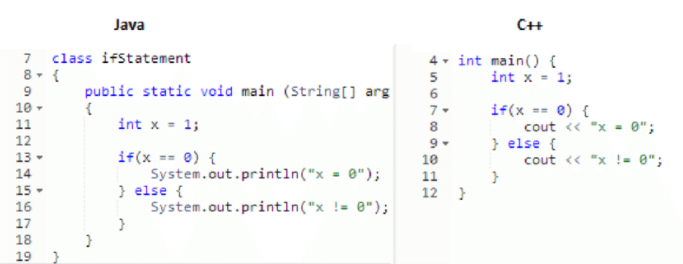 Java
7 class ifStatement
8 {
9 public static void main (String[] arg
10 {
11 int x = 1;
12
13 if(x == 0) {
14 System.out.println("x = 0");
15 } else {
16 System.out.println("x != 0");
17 }
18 }
19 }
C++
4 int main() {
5 int x = 1;
6
7 if(x == 0) {
8 cout << "x = 0";
9 } else {
10 cout << "x != 0";
11 }
12 }